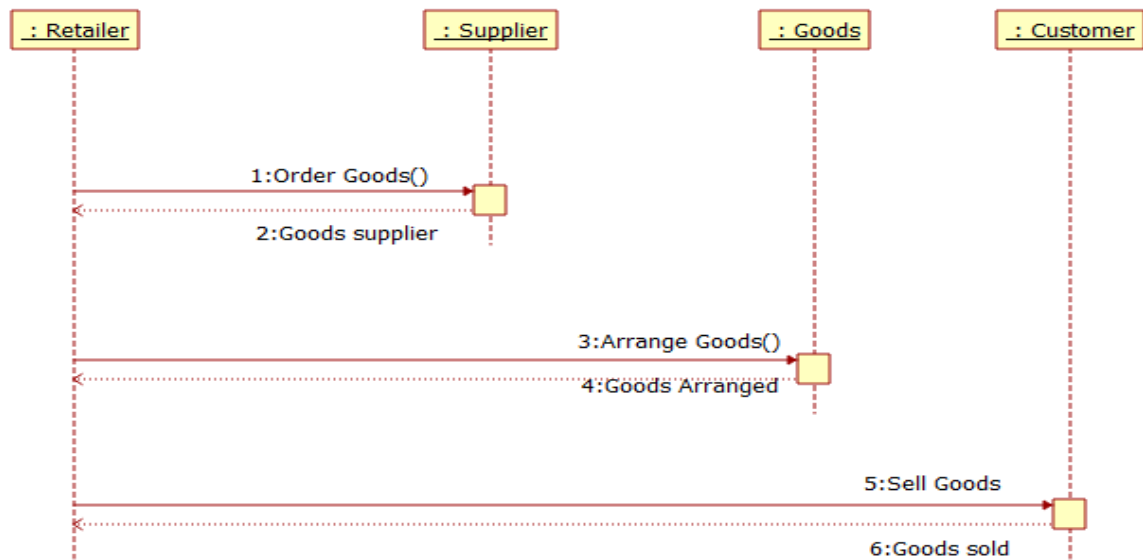 : Retailer
: Supplier
: Goods
: Customer
1:Order Goods()
2:Goods supplier
3:Arrange Goods()
4:Goods Arranged
5:Sell Goods
6:Goods sold